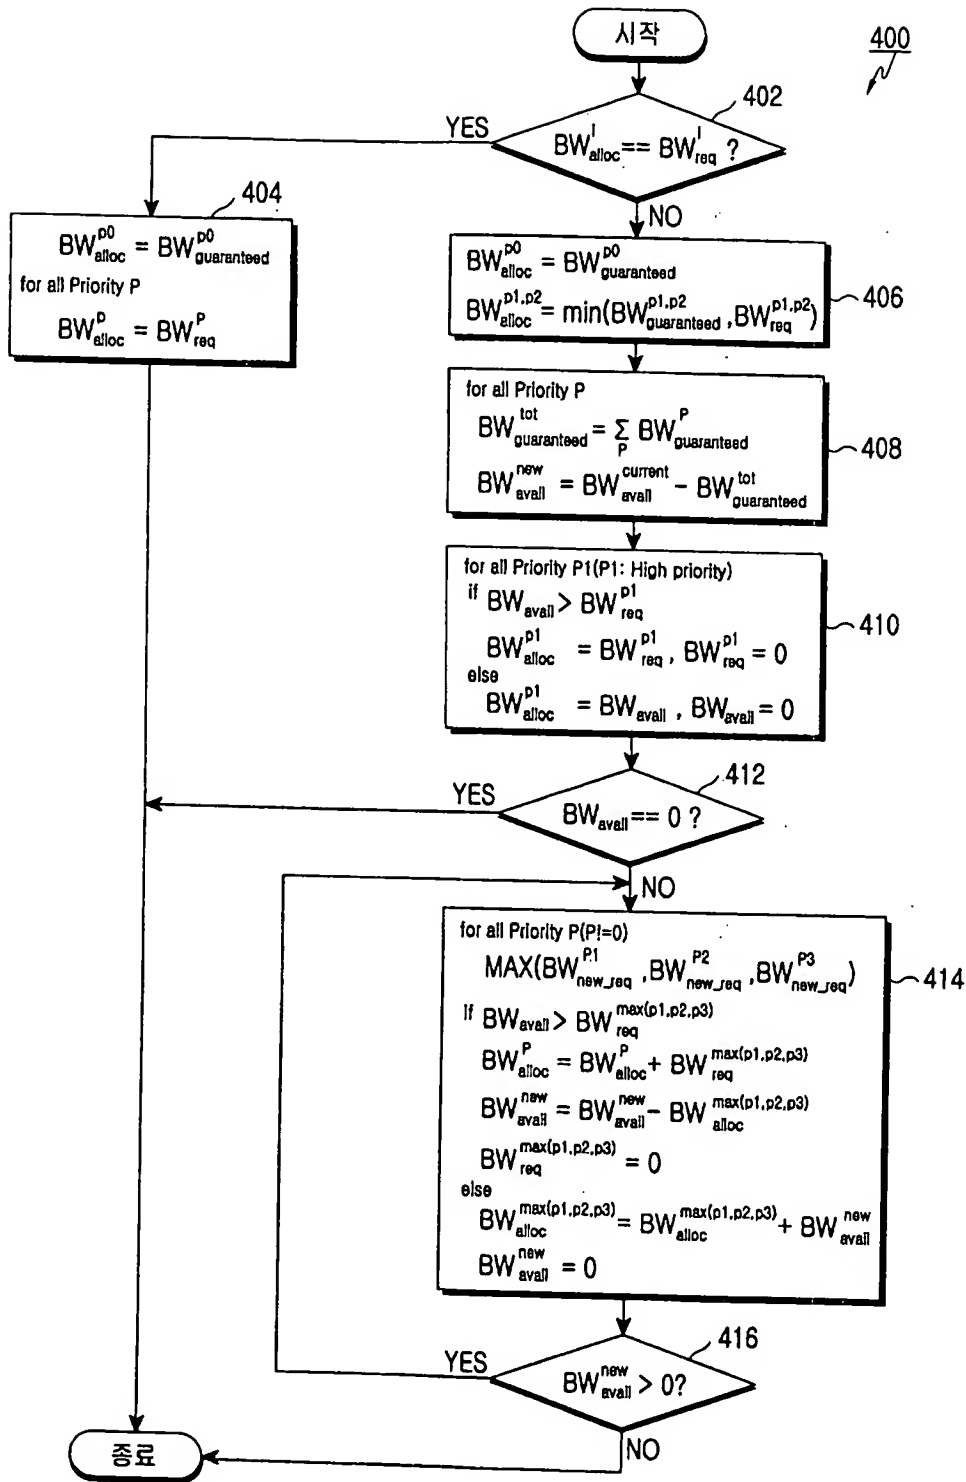 시작
400
402
BW^I_alloc == BW^I_req ?
YES
NO
404
BW^p0_alloc = BW^p0_guaranteed
for all Priority P
BW^p_alloc = BW^P_req
BW^p0_alloc = BW^p0_guaranteed
BW^p1,p2_alloc = min(BW^p1,p2_guaranteed, BW^p1,p2_req)
406
for all Priority P
BW^tot_guaranteed = Σ_P BW^P_guaranteed
BW^new_avail = BW^current_avail - BW^tot_guaranteed
408
for all Priority P1(P1: High priority)
if BW_avail > BW^p1_req
BW^p1_alloc = BW^p1_req, BW^p1_req = 0
else
BW^p1_alloc = BW_avail, BW_avail = 0
410
412
BW_avail == 0 ?
YES
NO
for all Priority P(P!=0)
MAX(BW^P1_new_req, BW^P2_new_req, BW^P3_new_req)
if BW_avail > BW^max(p1,p2,p3)_req
BW^P_alloc = BW^P_alloc + BW^max(p1,p2,p3)_req
BW^new_avail = BW^new_avail - BW^max(p1,p2,p3)_alloc
BW^max(p1,p2,p3)_req = 0
else
BW^max(p1,p2,p3)_alloc = BW^max(p1,p2,p3)_alloc + BW^new_avail
BW^new_avail = 0
414
416
BW^new_avail > 0?
YES
NO
종료